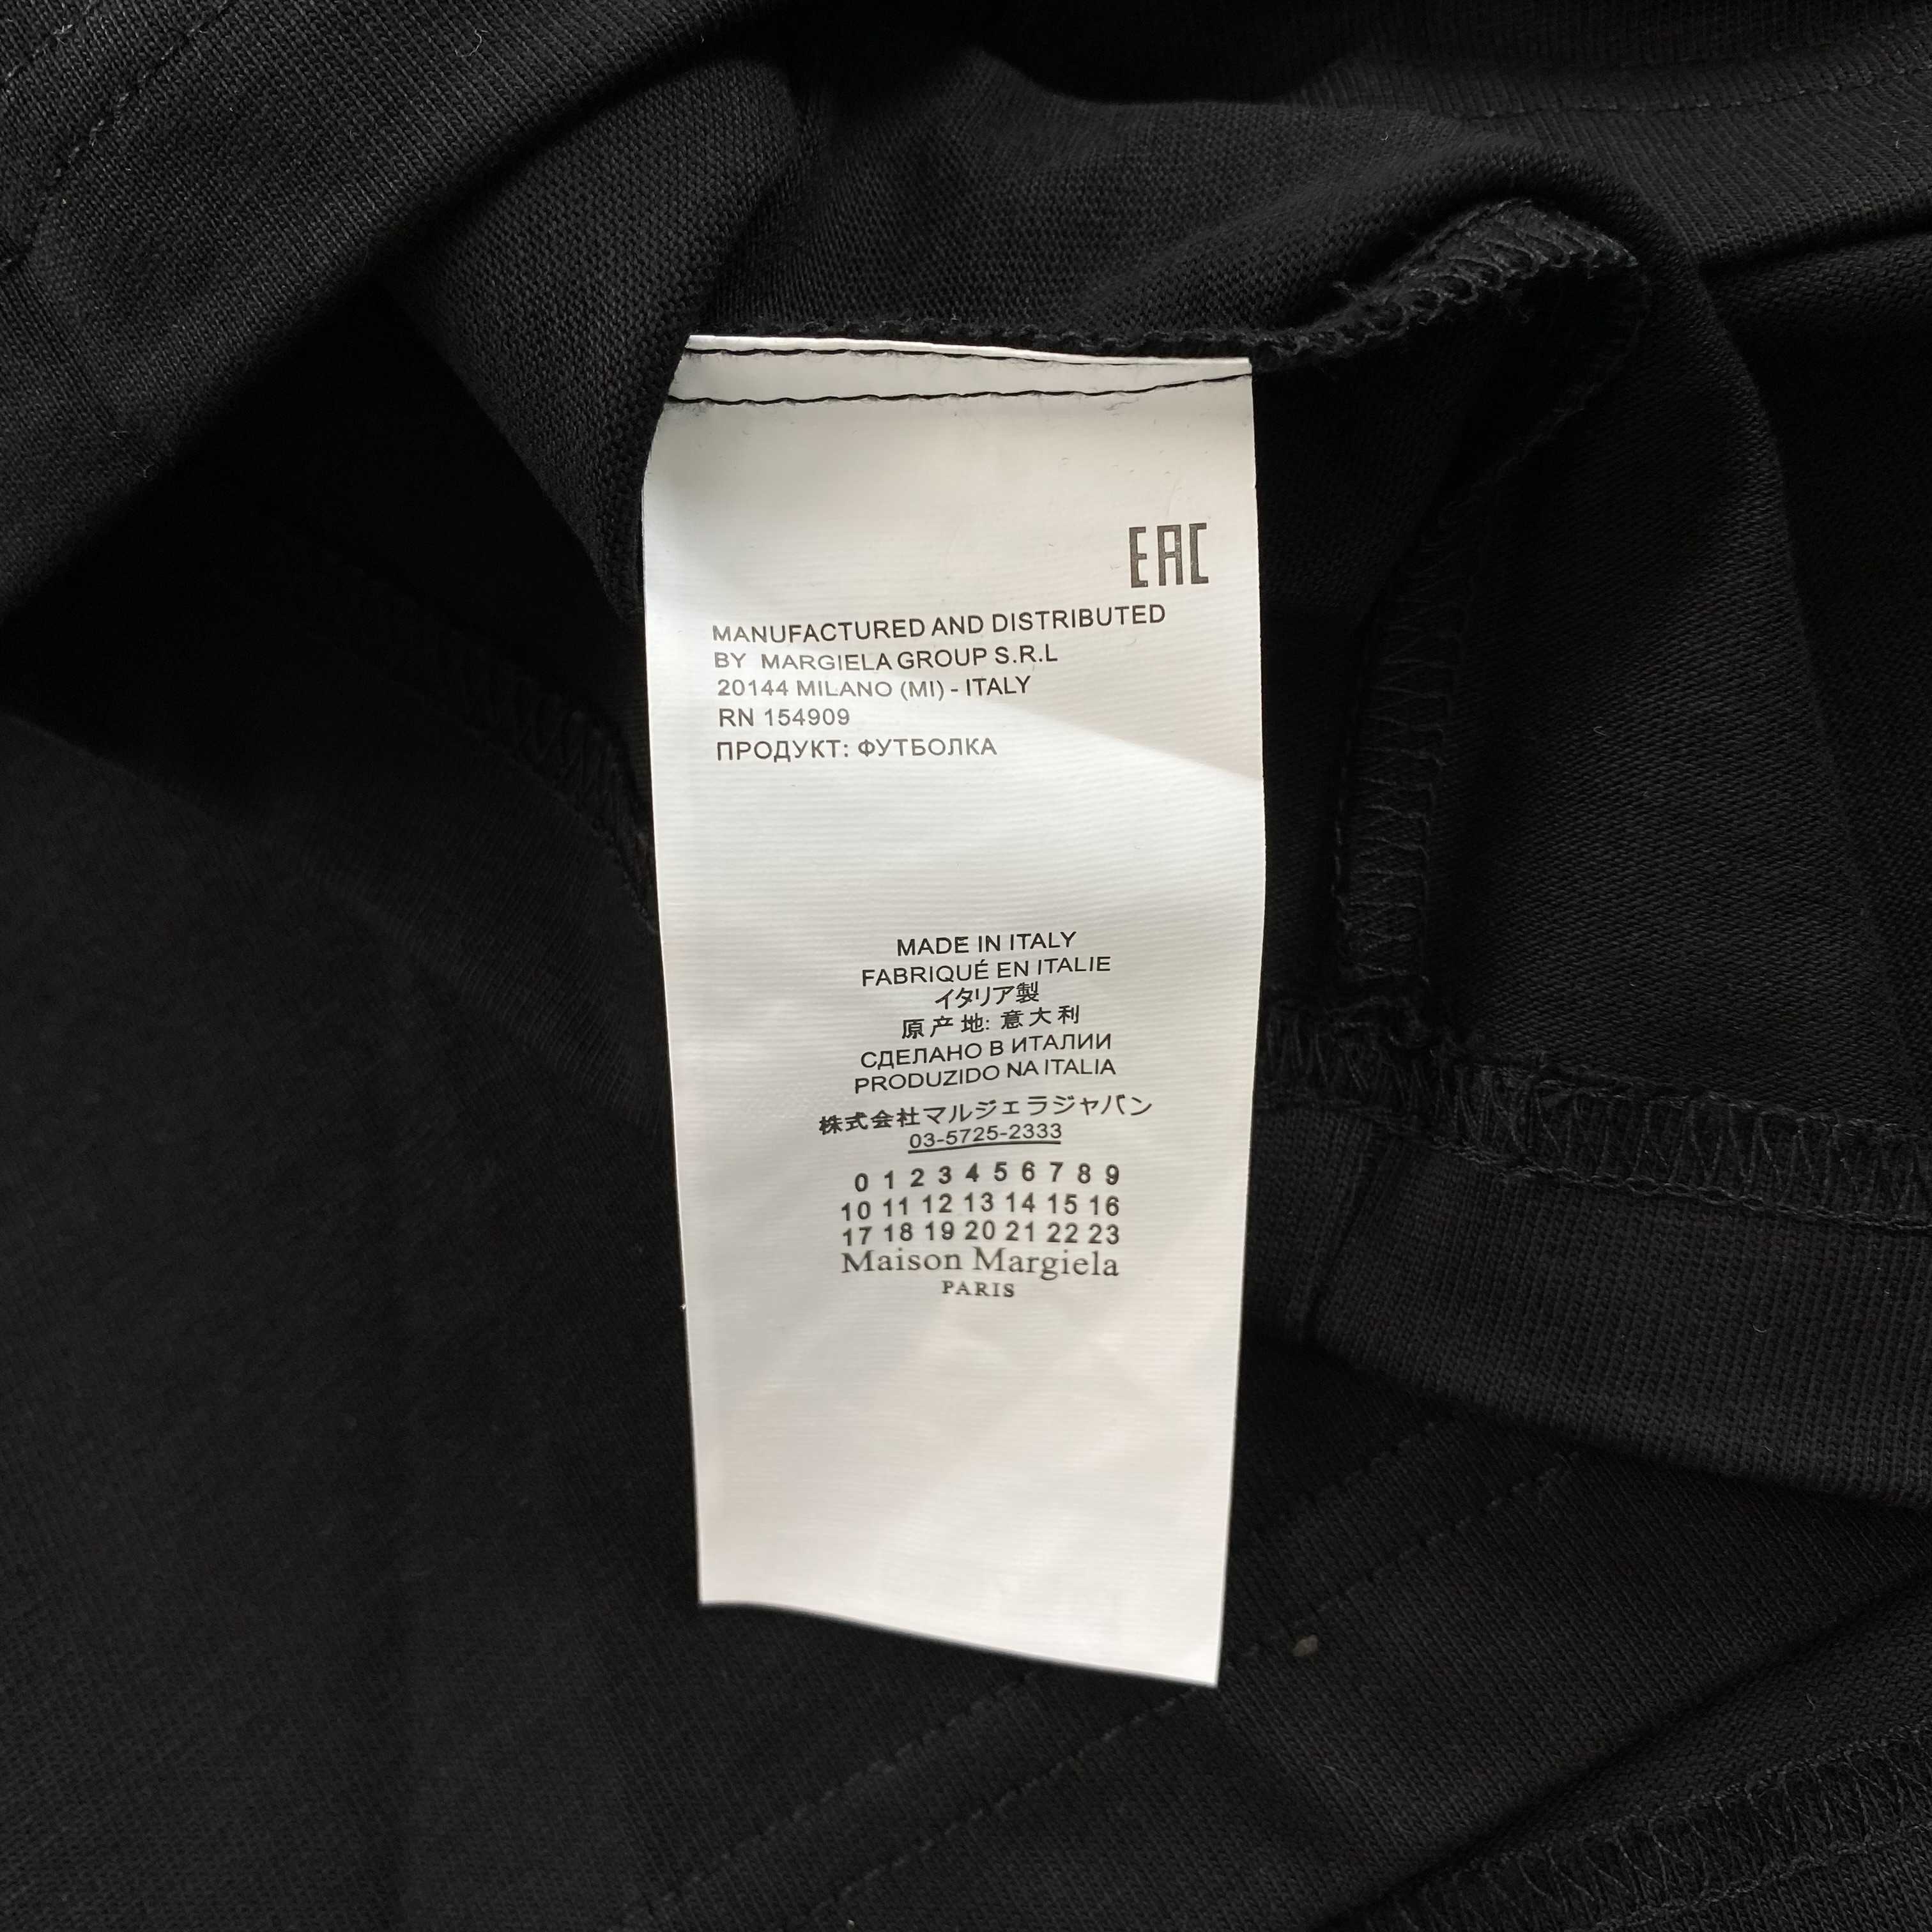 EAC
MANUFACTURED AND DISTRIBUTED
BY MARGIELA GROUP S.R.L
20144 MILANO (MI) - ITALY
RN 154909
ПРОДУКТ: ФУТБОЛКА
MADE IN ITALY
FABRIQUÉ EN ITALIE
イタリア製
原产地: 意大利
СДЕЛАНО В ИТАЛИИ
PRODUZIDO NA ITALIA
株式会社マルジェラジャパン
03-5725-2333
0 1 2 3 4 5 6 7 8 9
10 11 12 13 14 15 16
17 18 19 20 21 22 23
Maison Margiela
PARIS